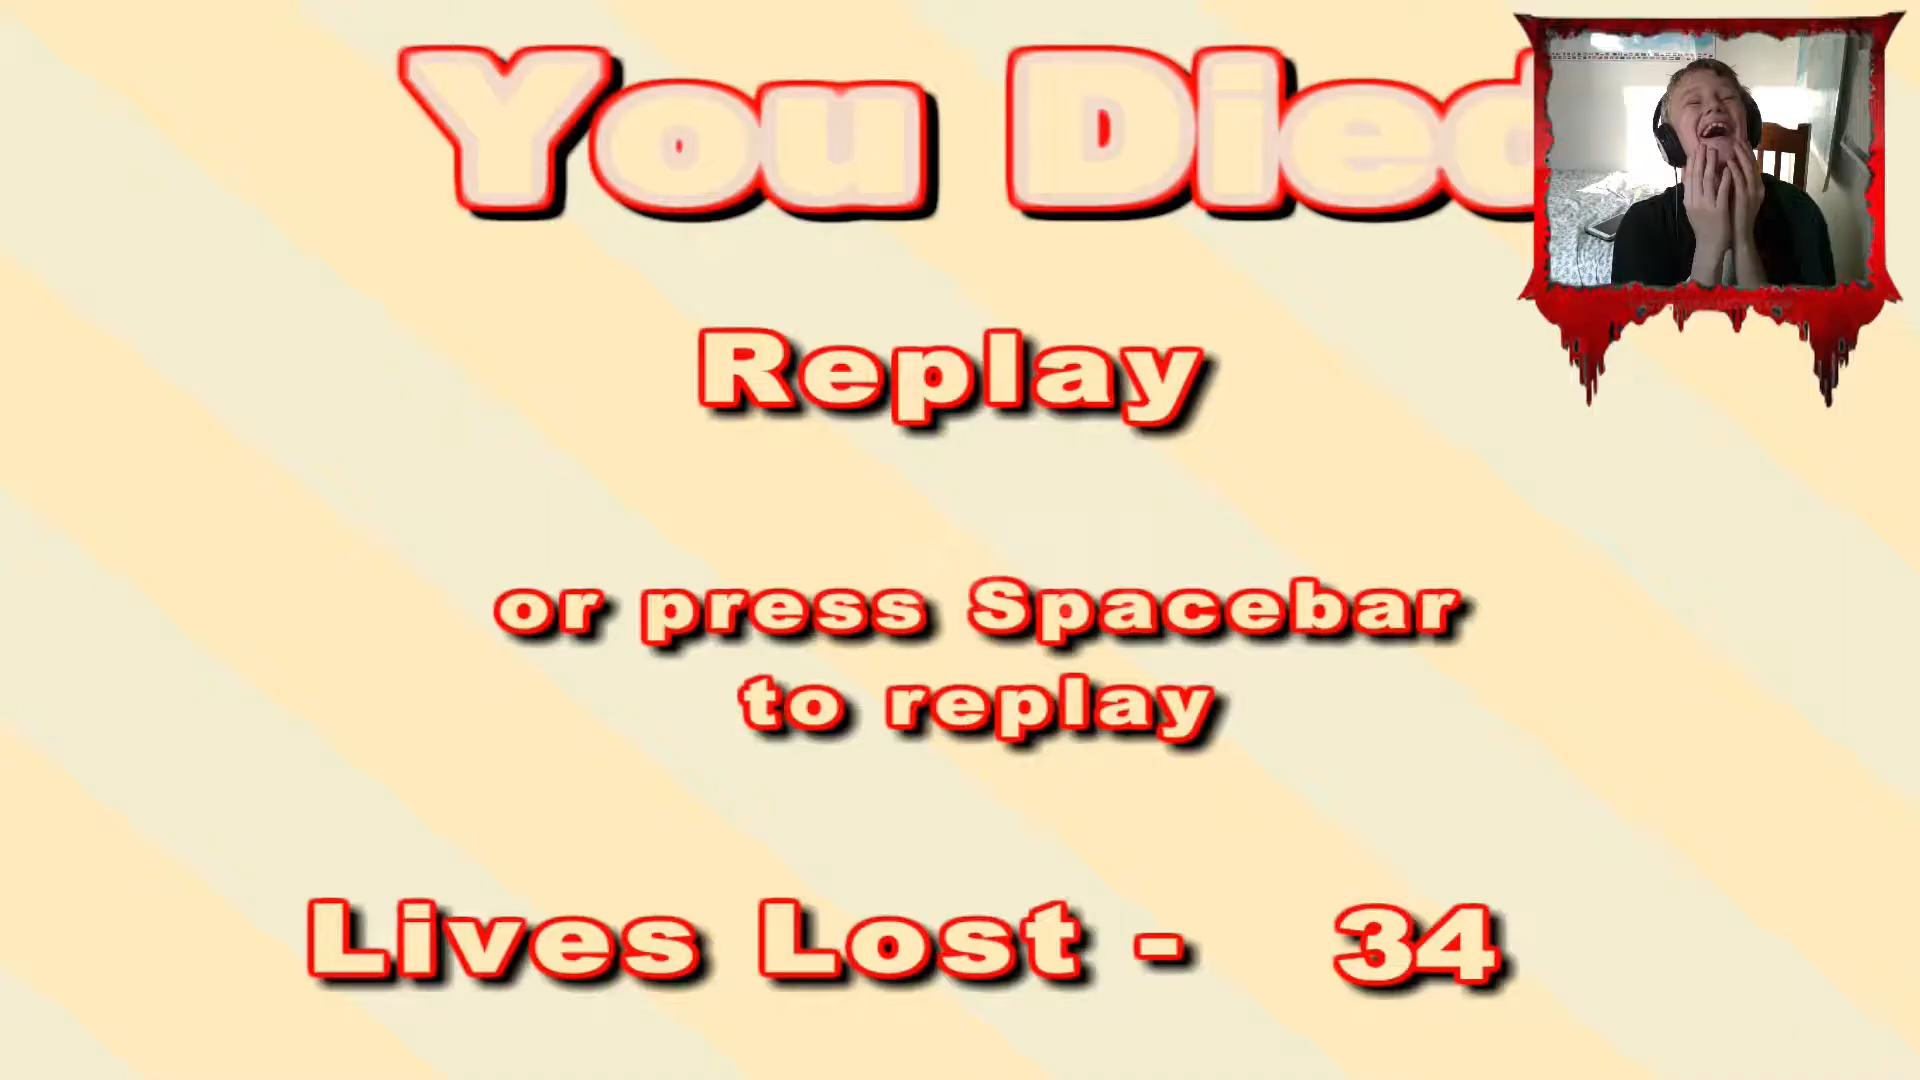 You Died
Replay
or press Spacebar
to replay
Lives Lost - 34